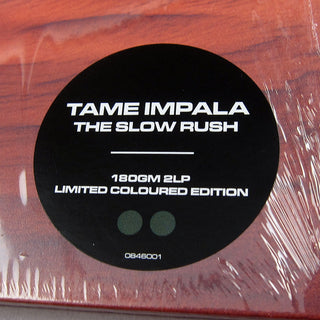 TAME IMPALA
THE SLOW RUSH
180GM 2LP
LIMITED COLOURED EDITION
0846001